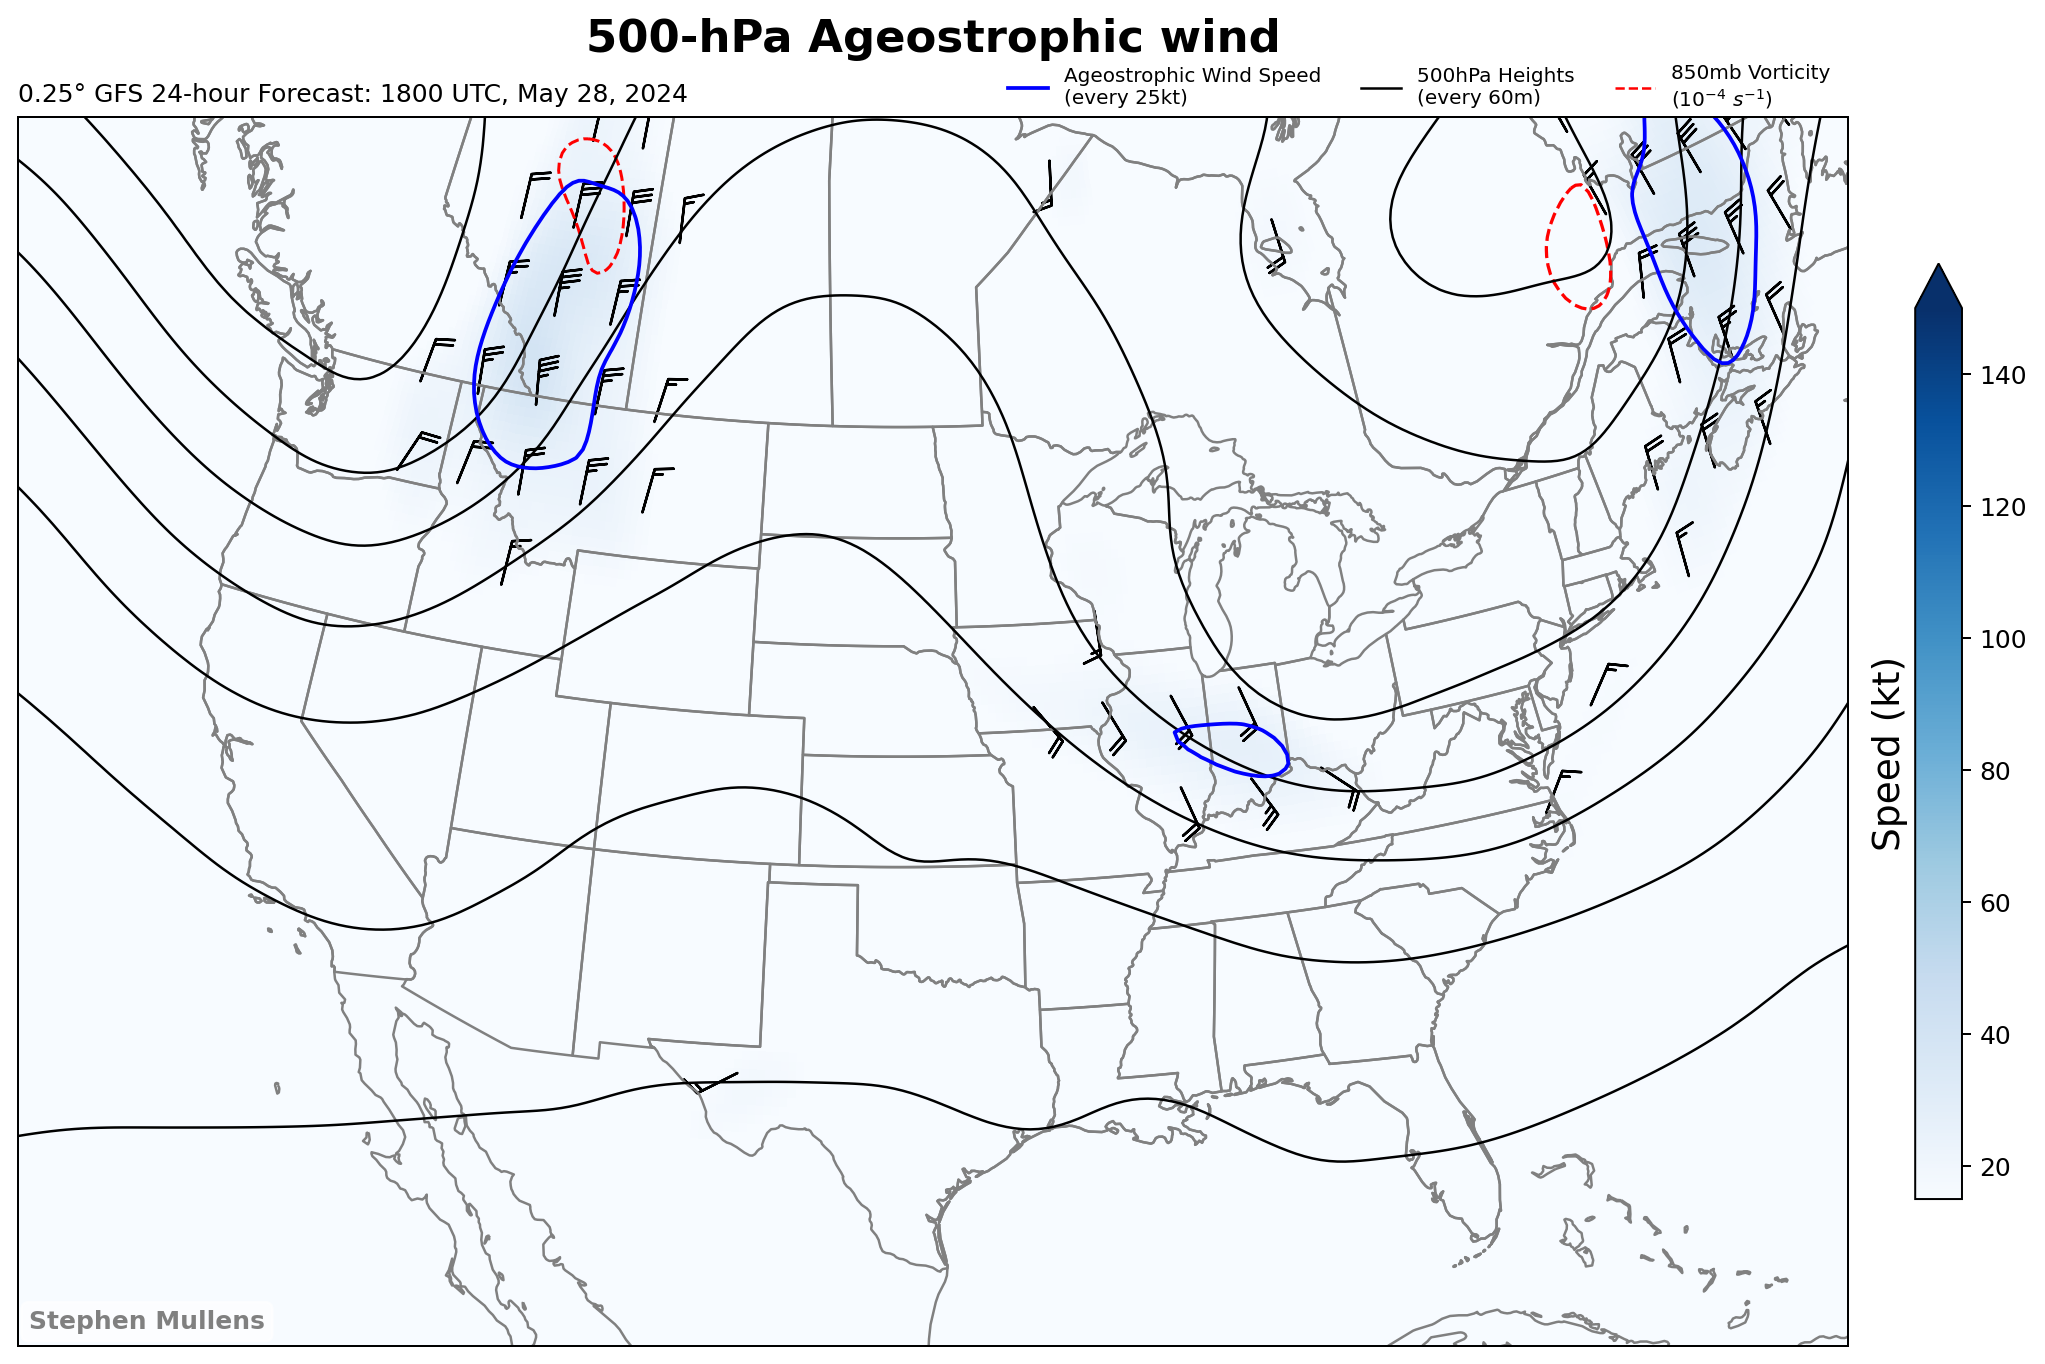 500-hPa Ageostrophic wind
0.25° GFS 24-hour Forecast: 1800 UTC, May 28, 2024
Ageostrophic Wind Speed
(every 25kt)
500hPa Heights
(every 60m)
850mb Vorticity
(10⁻⁴ s⁻¹)
140
120
100
80
60
40
20
Speed (kt)
Stephen Mullens